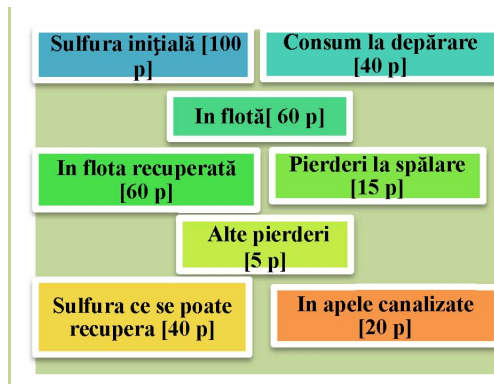 Sulfura inițială [100
p]
Consum la depărare
[40 p]
In flotă[ 60 p]
In flota recuperată
[60 p]
Pierderi la spălare
[15 p]
Alte pierderi
[5 p]
Sulfura ce se poate
recupera [40 p]
In apele canalizate
[20 p]